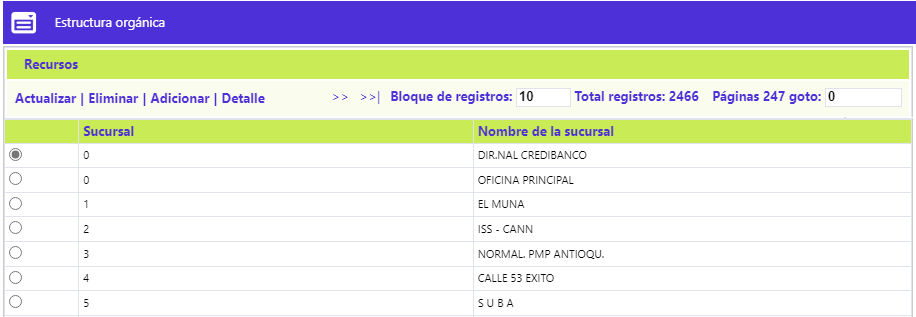 Estructura orgánica
Recursos
Actualizar | Eliminar | Adicionar | Detalle >> >>| Bloque de registros: 10 Total registros: 2466 Páginas 247 goto: 0
Sucursal Nombre de la sucursal
0 DIR.NAL CREDIBANCO
0 OFICINA PRINCIPAL
1 EL MUNA
2 ISS - CANN
3 NORMAL. PMP ANTIOQU.
4 CALLE 53 EXITO
5 S U B A